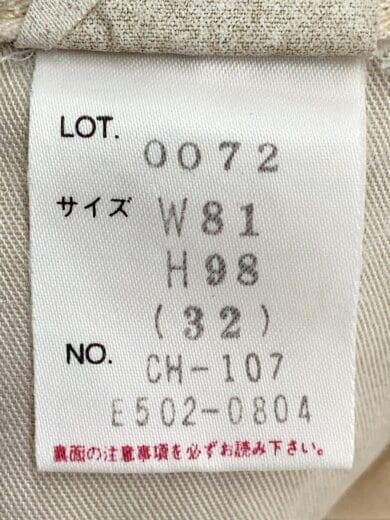 LOT. 0072
サイズ W81
H98
(32)
NO. CH-107
E502-0804
裏面の注意事項を必ずお読み下さい。